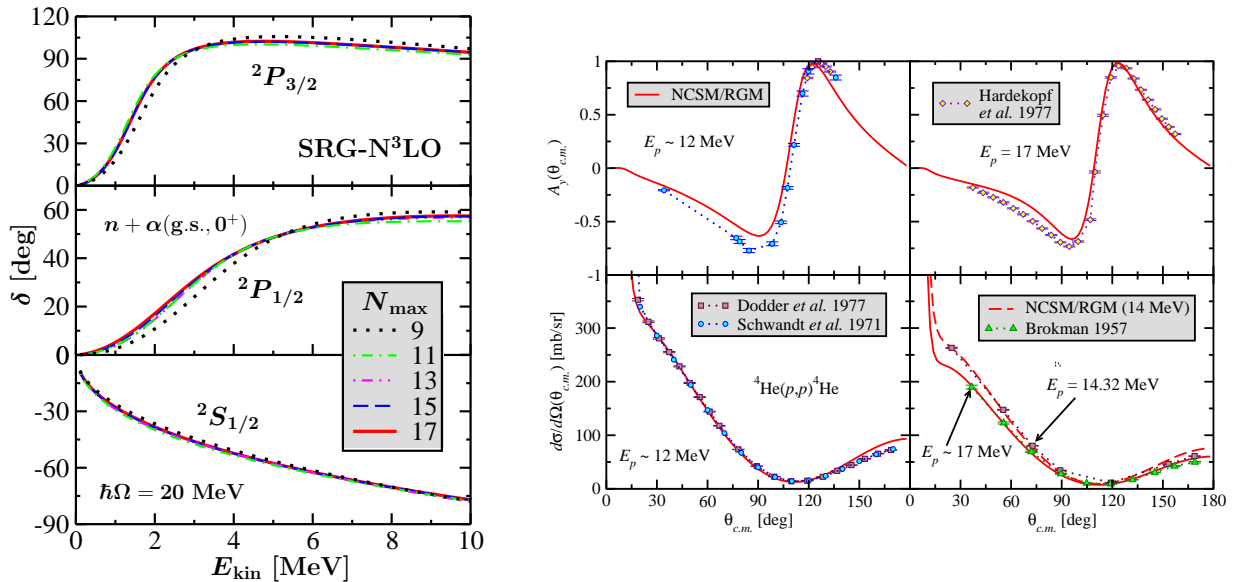 120
90
60
30
0
²P₃/₂
SRG-N³LO
60
40
20
0
n + α(g.s., 0⁺)
²P₁/₂
δ [deg]
N_max
9
11
13
15
17
-30
-60
-90
²S₁/₂
ħΩ = 20 MeV
0 2 4 6 8 10
E_kin [MeV]
1
0.5
0
-0.5
-1
A_y(θ_c.m.)
NCSM/RGM
E_p ~ 12 MeV
Hardekopf
et al. 1977
E_p = 17 MeV
300
200
100
0
dσ/dΩ(θ_c.m.) [mb/sr]
Dodder et al. 1977
Schwandt et al. 1971
⁴He(p,p)⁴He
E_p ~ 12 MeV
0 30 60 90 120 150
θ_c.m. [deg]
NCSM/RGM (14 MeV)
Brokman 1957
E_p = 14.32 MeV
E_p ~ 17 MeV
0 30 60 90 120 150 180
θ_c.m. [deg]